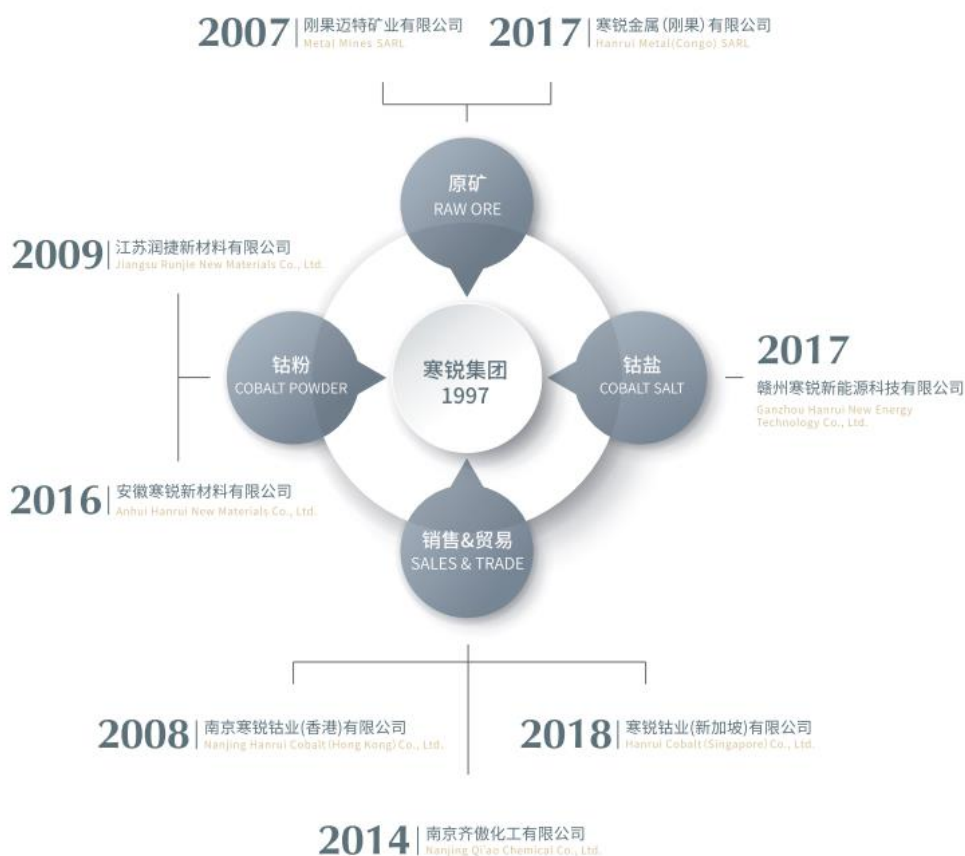 2007
刚果迈特矿业有限公司
Metal Mines SARL
2017
寒锐金属(刚果)有限公司
Hanrui Metal(Congo) SARL
原矿
RAW ORE
2009
江苏润捷新材料有限公司
Jiangsu Runjie New Materials Co., Ltd.
钴粉
COBALT POWDER
寒锐集团
1997
钴盐
COBALT SALT
2017
赣州寒锐新能源科技有限公司
Ganzhou Hanrui New Energy
Technology Co., Ltd.
2016
安徽寒锐新材料有限公司
Anhui Hanrui New Materials Co., Ltd.
销售&贸易
SALES & TRADE
2008
南京寒锐钴业(香港)有限公司
Nanjing Hanrui Cobalt(Hong Kong)Co., Ltd.
2018
寒锐钴业(新加坡)有限公司
Hanrui Cobalt(Singapore)Co., Ltd.
2014
南京齐傲化工有限公司
Nanjing Qi'ao Chemical Co., Ltd.